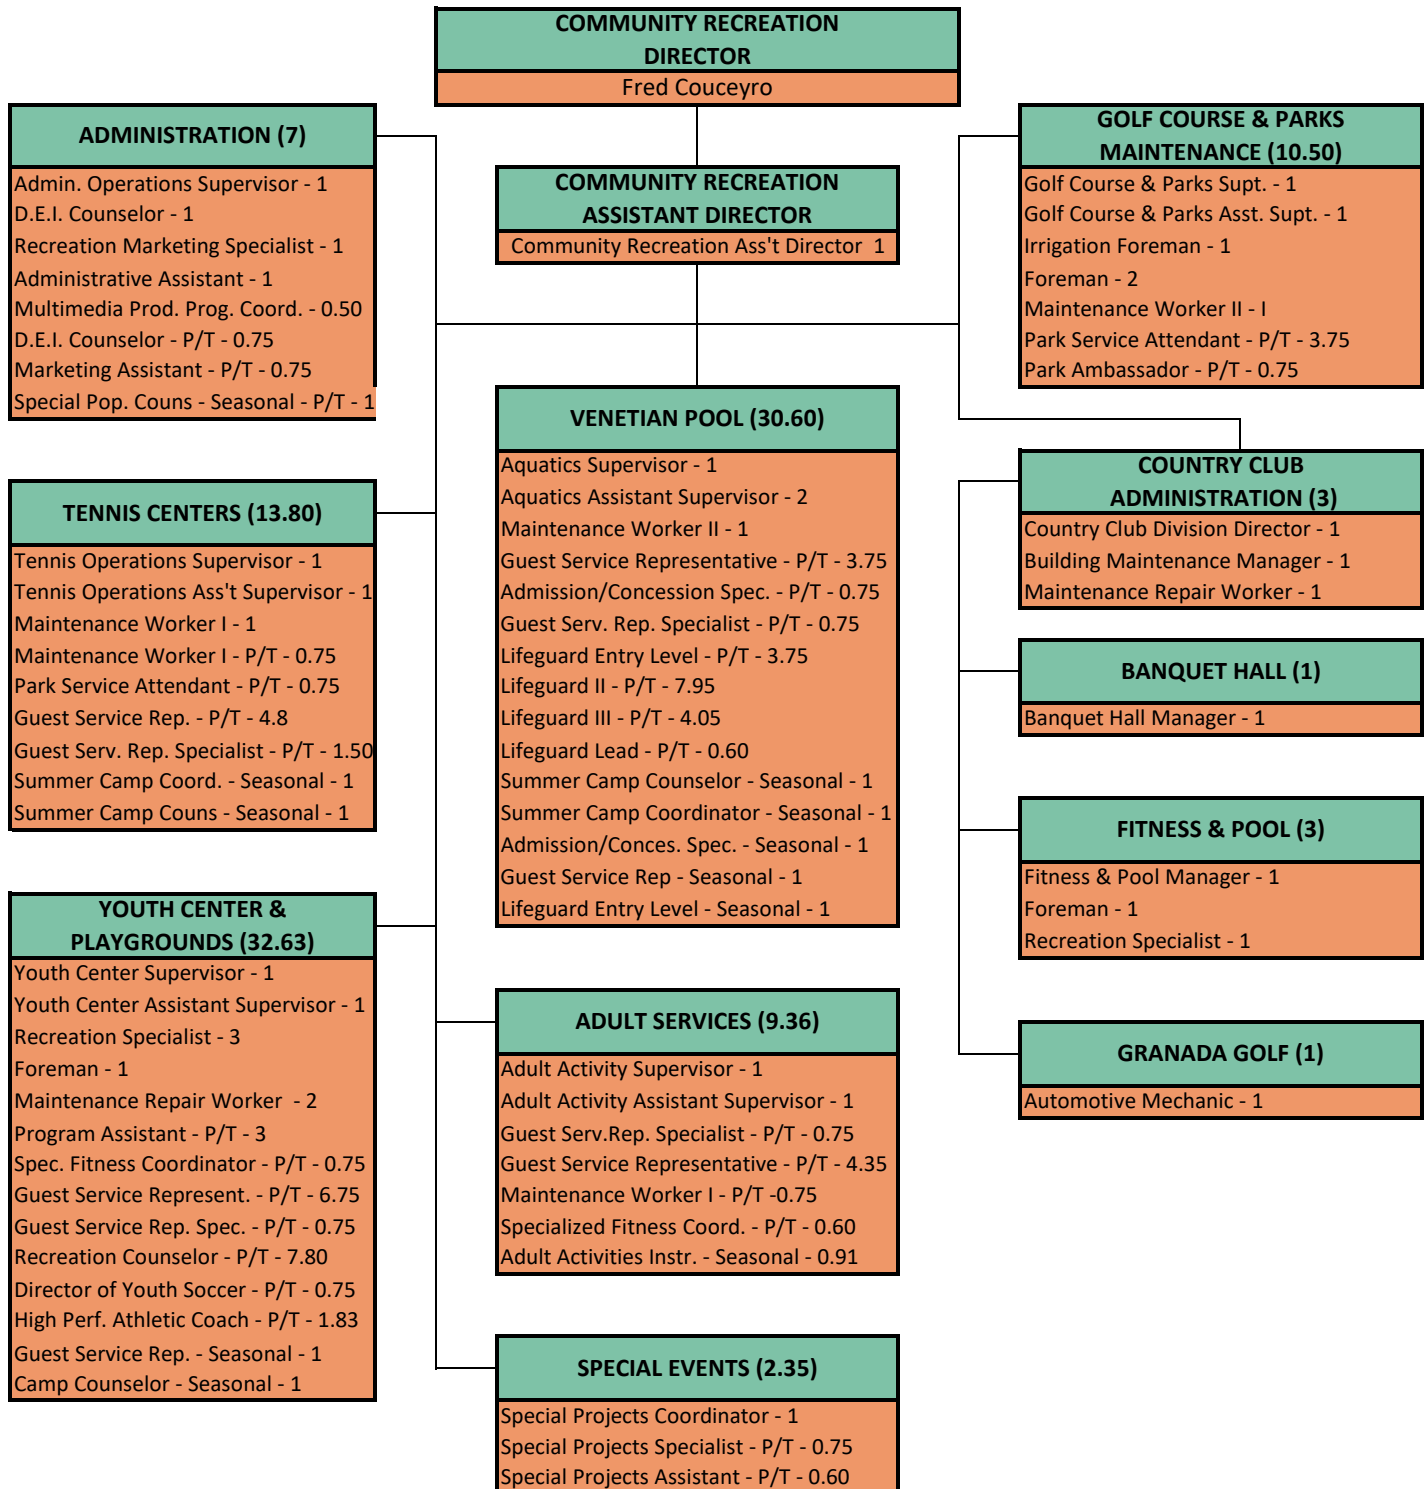 COMMUNITY RECREATION
DIRECTOR
Fred Couceyro
COMMUNITY RECREATION
ASSISTANT DIRECTOR
Community Recreation Ass't Director  1
ADMINISTRATION (7)
Admin. Operations Supervisor - 1
D.E.I. Counselor - 1
Recreation Marketing Specialist - 1
Administrative Assistant - 1
Multimedia Prod. Prog. Coord. - 0.50
D.E.I. Counselor - P/T - 0.75
Marketing Assistant - P/T - 0.75
Special Pop. Couns - Seasonal - P/T - 1
TENNIS CENTERS (13.80)
Tennis Operations Supervisor - 1
Tennis Operations Ass't Supervisor - 1
Maintenance Worker I - 1
Maintenance Worker I - P/T - 0.75
Park Service Attendant - P/T - 0.75
Guest Service Rep. - P/T - 4.8
Guest Serv. Rep. Specialist - P/T - 1.50
Summer Camp Coord. - Seasonal - 1
Summer Camp Couns - Seasonal - 1
YOUTH CENTER &
PLAYGROUNDS (32.63)
Youth Center Supervisor - 1
Youth Center Assistant Supervisor - 1
Recreation Specialist - 3
Foreman - 1
Maintenance Repair Worker  - 2
Program Assistant - P/T - 3
Spec. Fitness Coordinator - P/T - 0.75
Guest Service Represent. - P/T - 6.75
Guest Service Rep. Spec. - P/T - 0.75
Recreation Counselor - P/T - 7.80
Director of Youth Soccer - P/T - 0.75
High Perf. Athletic Coach - P/T - 1.83
Guest Service Rep. - Seasonal - 1
Camp Counselor - Seasonal - 1
VENETIAN POOL (30.60)
Aquatics Supervisor - 1
Aquatics Assistant Supervisor - 2
Maintenance Worker II - 1
Guest Service Representative - P/T - 3.75
Admission/Concession Spec. - P/T - 0.75
Guest Serv. Rep. Specialist - P/T - 0.75
Lifeguard Entry Level - P/T - 3.75
Lifeguard II - P/T - 7.95
Lifeguard III - P/T - 4.05
Lifeguard Lead - P/T - 0.60
Summer Camp Counselor - Seasonal - 1
Summer Camp Coordinator - Seasonal - 1
Admission/Conces. Spec. - Seasonal - 1
Guest Service Rep - Seasonal - 1
Lifeguard Entry Level - Seasonal - 1
ADULT SERVICES (9.36)
Adult Activity Supervisor - 1
Adult Activity Assistant Supervisor - 1
Guest Serv.Rep. Specialist - P/T - 0.75
Guest Service Representative - P/T - 4.35
Maintenance Worker I - P/T -0.75
Specialized Fitness Coord. - P/T - 0.60
Adult Activities Instr. - Seasonal - 0.91
SPECIAL EVENTS (2.35)
Special Projects Coordinator - 1
Special Projects Specialist - P/T - 0.75
Special Projects Assistant - P/T - 0.60
GOLF COURSE & PARKS
MAINTENANCE (10.50)
Golf Course & Parks Supt. - 1
Golf Course & Parks Asst. Supt. - 1
Irrigation Foreman - 1
Foreman - 2
Maintenance Worker II - I
Park Service Attendant - P/T - 3.75
Park Ambassador - P/T - 0.75
COUNTRY CLUB
ADMINISTRATION (3)
Country Club Division Director - 1
Building Maintenance Manager - 1
Maintenance Repair Worker - 1
BANQUET HALL (1)
Banquet Hall Manager - 1
FITNESS & POOL (3)
Fitness & Pool Manager - 1
Foreman - 1
Recreation Specialist - 1
GRANADA GOLF (1)
Automotive Mechanic - 1